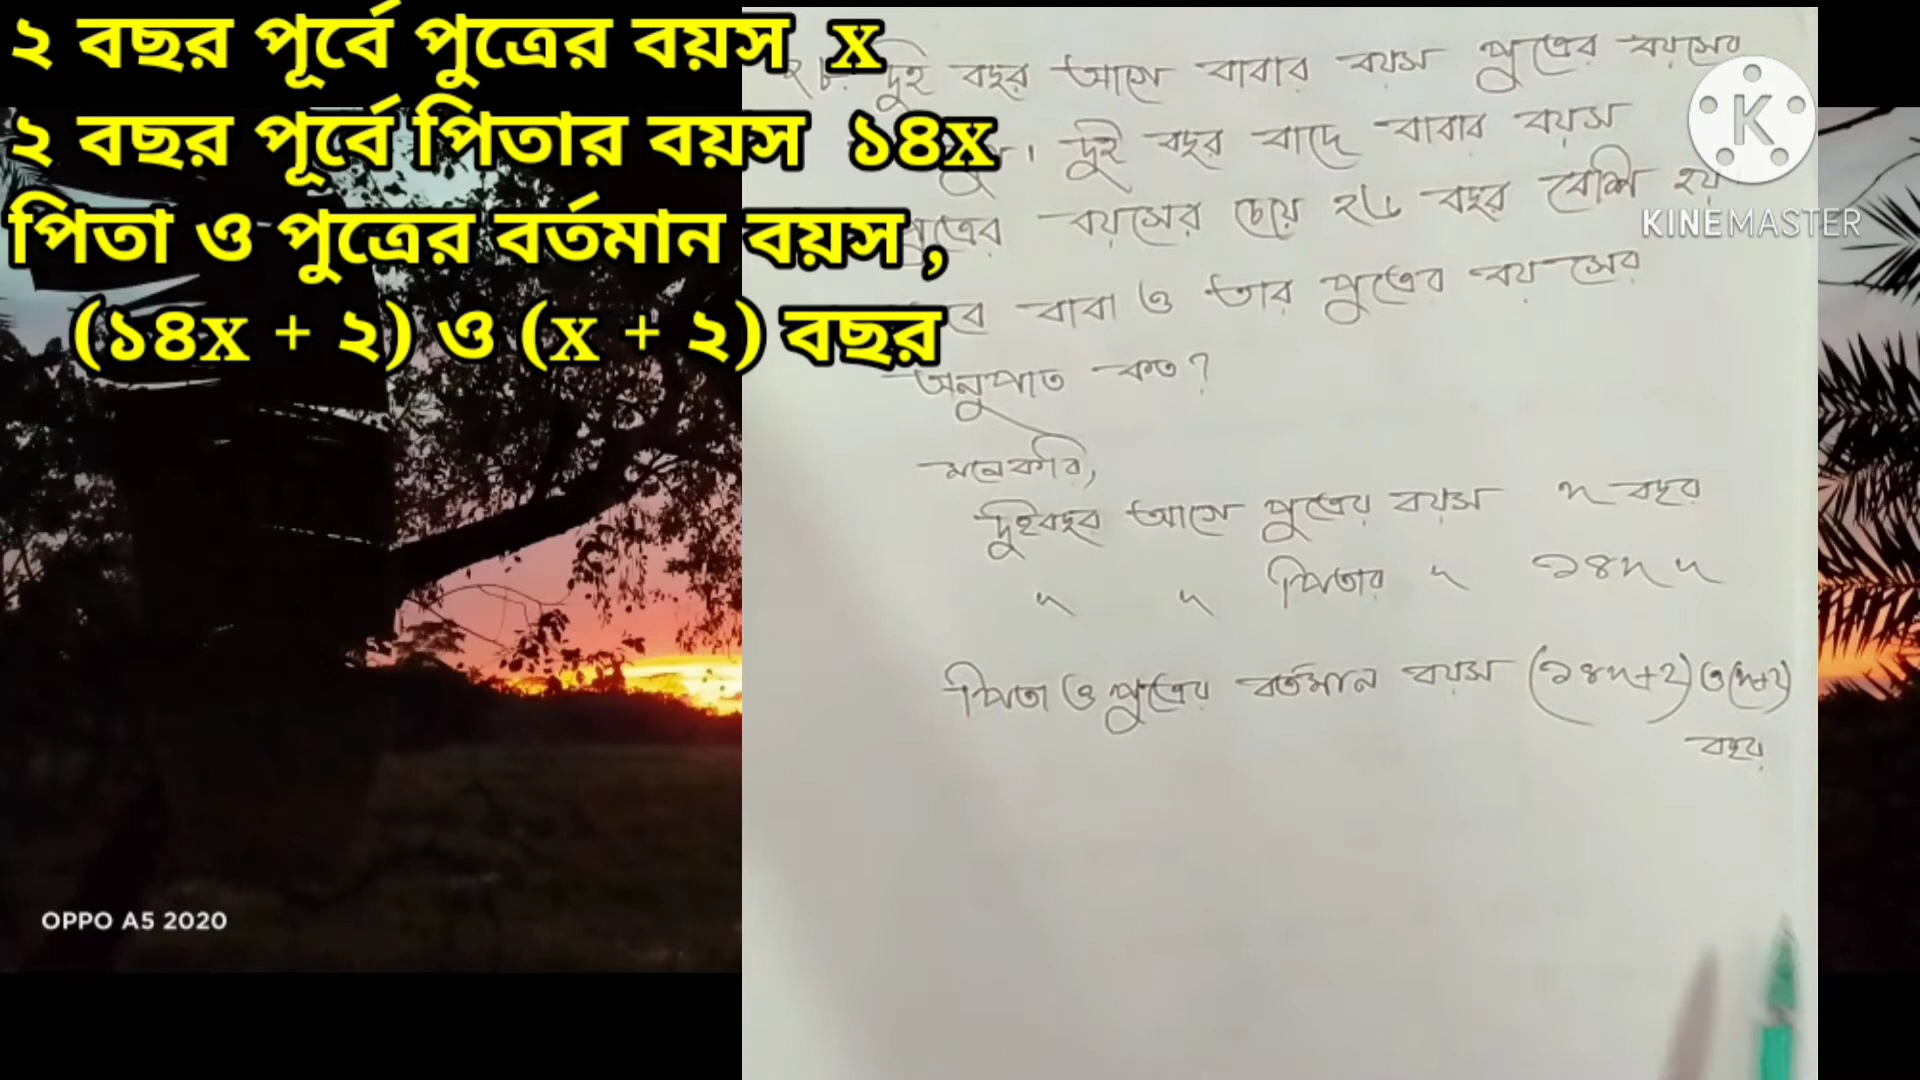 ২ বছর পূর্বে পুত্রের বয়স x
২ বছর পূর্বে পিতার বয়স ১৪x
পিতা ও পুত্রের বর্তমান বয়স ,
(১৪x + ২) ও (x + ২) বছর
দুই বছর আগে বাবার বয়স পুত্রের বয়সের
দুই বছর বাদে বাবার বয়স
পুত্রের বয়সের চেয়ে ২৬ বছর বেশি হয়
বাবা ও তার পুত্রের বয়সের
অনুপাত কত?
মনেকরি,
দুইবছর আগে পুত্রের বয়স x বছর
" " পিতার " ১৪x "
পিতা ও পুত্রের বর্তমান বয়স (১৪x+২) ও (x+২)
বছর
K
KINEMASTER
OPPO A5 2020